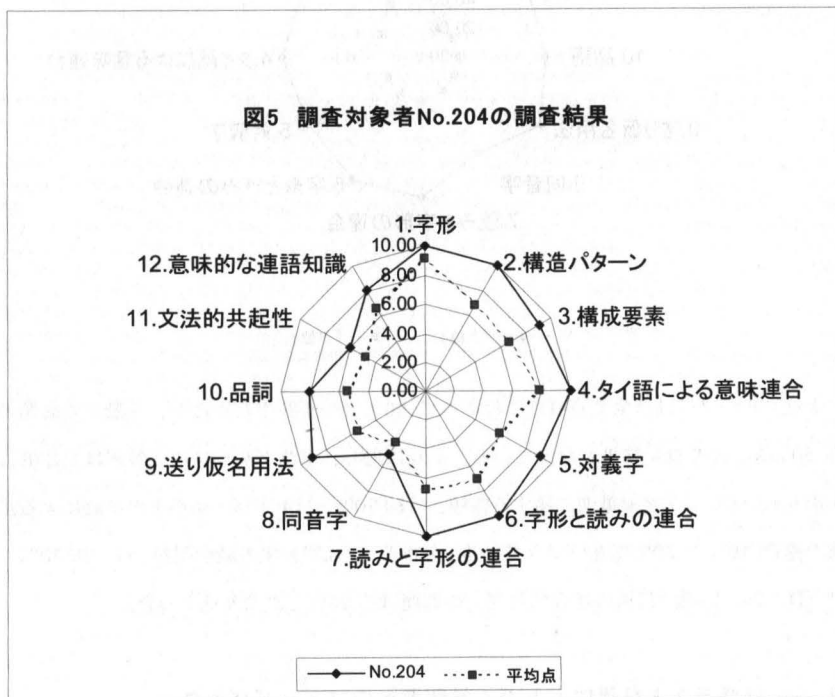 図5 調査対象者No.204の調査結果
1.字形
2.構造パターン
3.構成要素
4.タイ語による意味連合
5.対義字
6.字形と読みの連合
7.読みと字形の連合
8.同音字
9.送り仮名用法
10.品詞
11.文法的共起性
12.意味的な連語知識
10.00
8.00
6.00
4.00
2.00
0.00
No.204 平均点